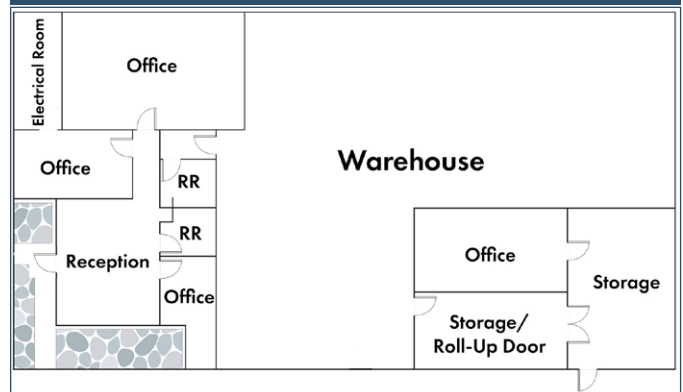 Electrical Room
Office
Office
Warehouse
RR
RR
Reception
Office
Office
Storage
Storage/
Roll-Up Door